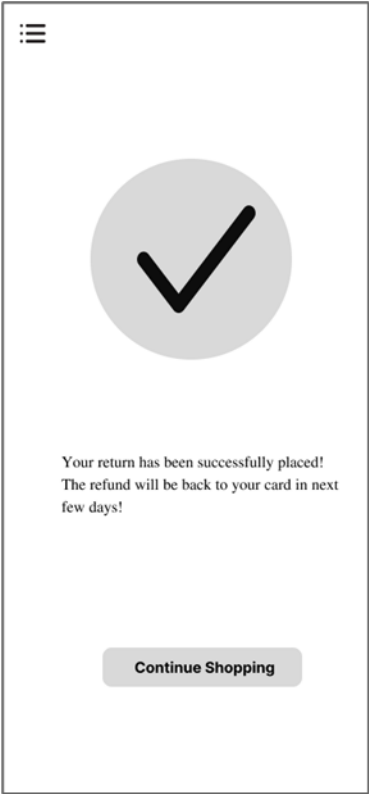 Your return has been successfully placed!
The refund will be back to your card in next
few days!
Continue Shopping